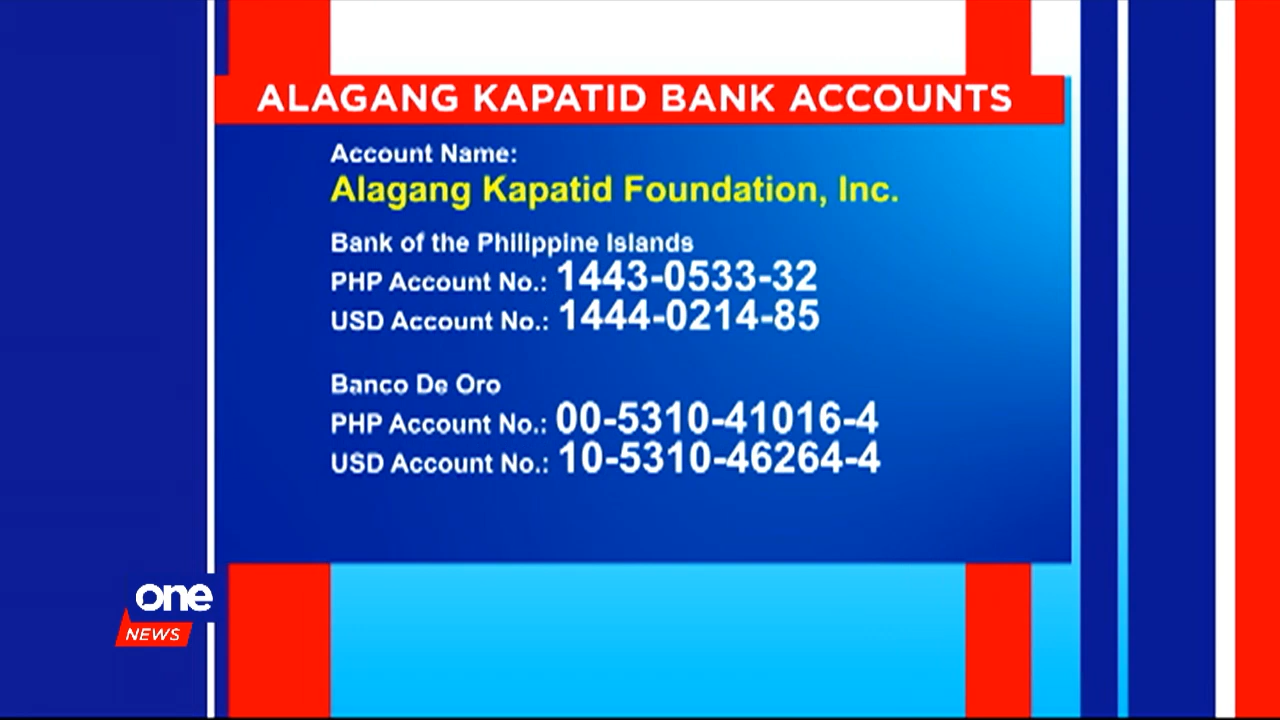 ALAGANG KAPATID BANK ACCOUNTS
Account Name:
Alagang Kapatid Foundation, Inc.
Bank of the Philippine Islands
PHP Account No.: 1443-0533-32
USD Account No.: 1444-0214-85
Banco De Oro
PHP Account No.: 00-5310-41016-4
USD Account No.: 10-5310-46264-4
one
NEWS